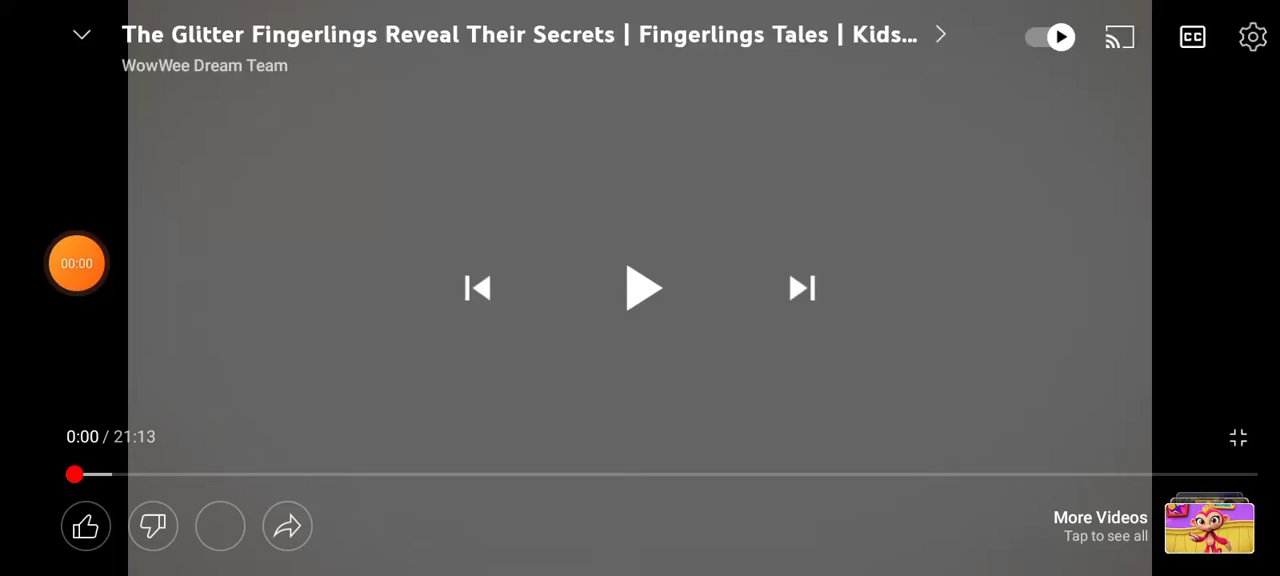 The Glitter Fingerlings Reveal Their Secrets | Fingerlings Tales | Kids...
WowWee Dream Team
CC
00:00
0:00 / 21:13
More Videos
Tap to see all